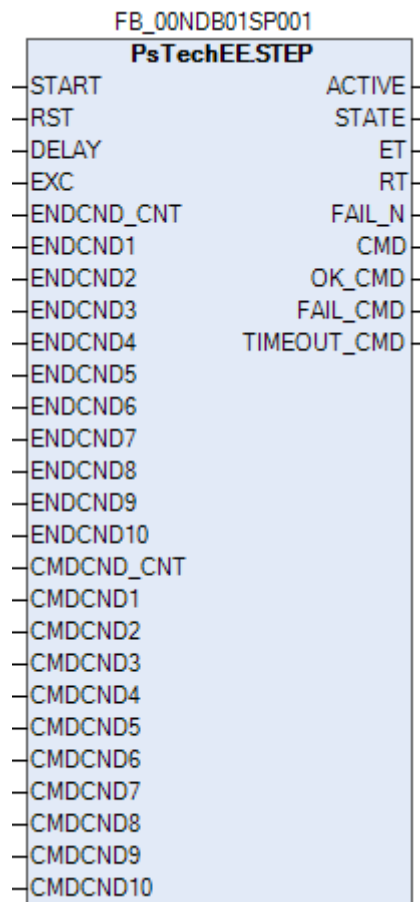 FB_00NDB01SP001
PsTechEE.STEP
START ACTIVE
RST STATE
DELAY ET
EXC RT
ENDCND_CNT FAIL_N
ENDCND1 CMD
ENDCND2 OK_CMD
ENDCND3 FAIL_CMD
ENDCND4 TIMEOUT_CMD
ENDCND5
ENDCND6
ENDCND7
ENDCND8
ENDCND9
ENDCND10
CMDCND_CNT
CMDCND1
CMDCND2
CMDCND3
CMDCND4
CMDCND5
CMDCND6
CMDCND7
CMDCND8
CMDCND9
CMDCND10